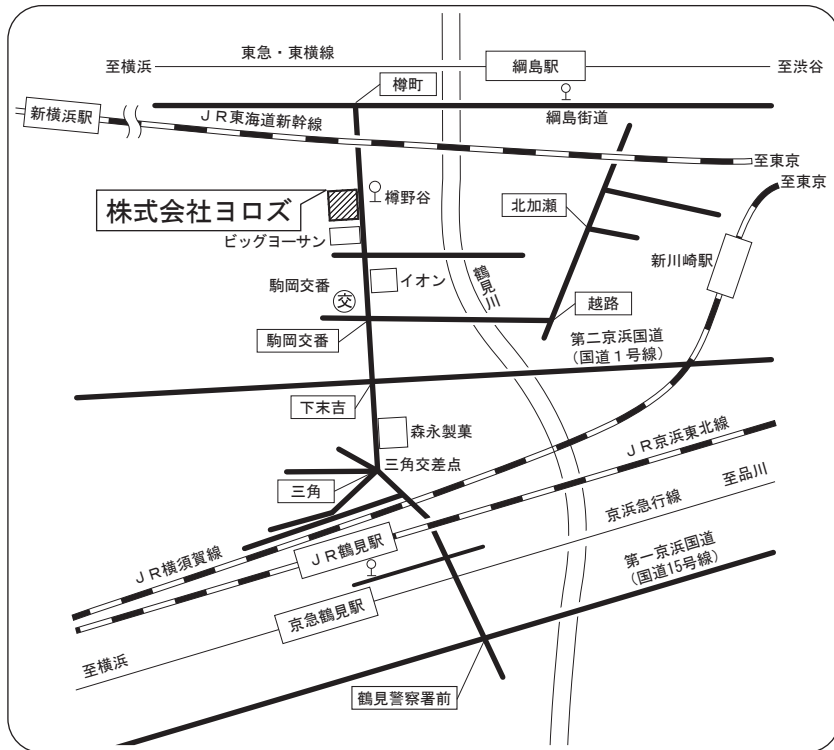 東急・東横線
至横浜
綱島駅
至渋谷
樽町
新横浜駅
ＪＲ東海道新幹線
綱島街道
至東京
至東京
株式会社ヨロズ
樽野谷
北加瀬
ビッグヨーサン
新川崎駅
駒岡交番
イオン
鶴見川
交
越路
駒岡交番
第二京浜国道
（国道１号線）
下末吉
森永製菓
ＪＲ京浜東北線
三角交差点
至品川
三角
京浜急行線
ＪＲ横須賀線
ＪＲ鶴見駅
第一京浜国道
（国道15号線）
京急鶴見駅
至横浜
鶴見警察署前